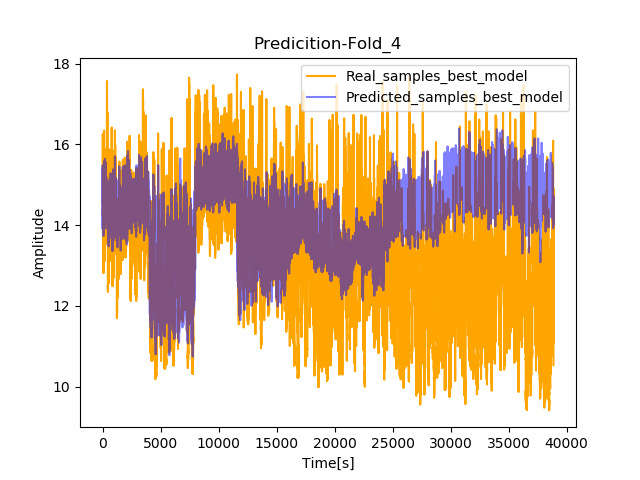 Predicition-Fold_4
Real_samples_best_model
Predicted_samples_best_model
18
16
14
12
10
Amplitude
0 5000 10000 15000 20000 25000 30000 35000 40000
Time[s]